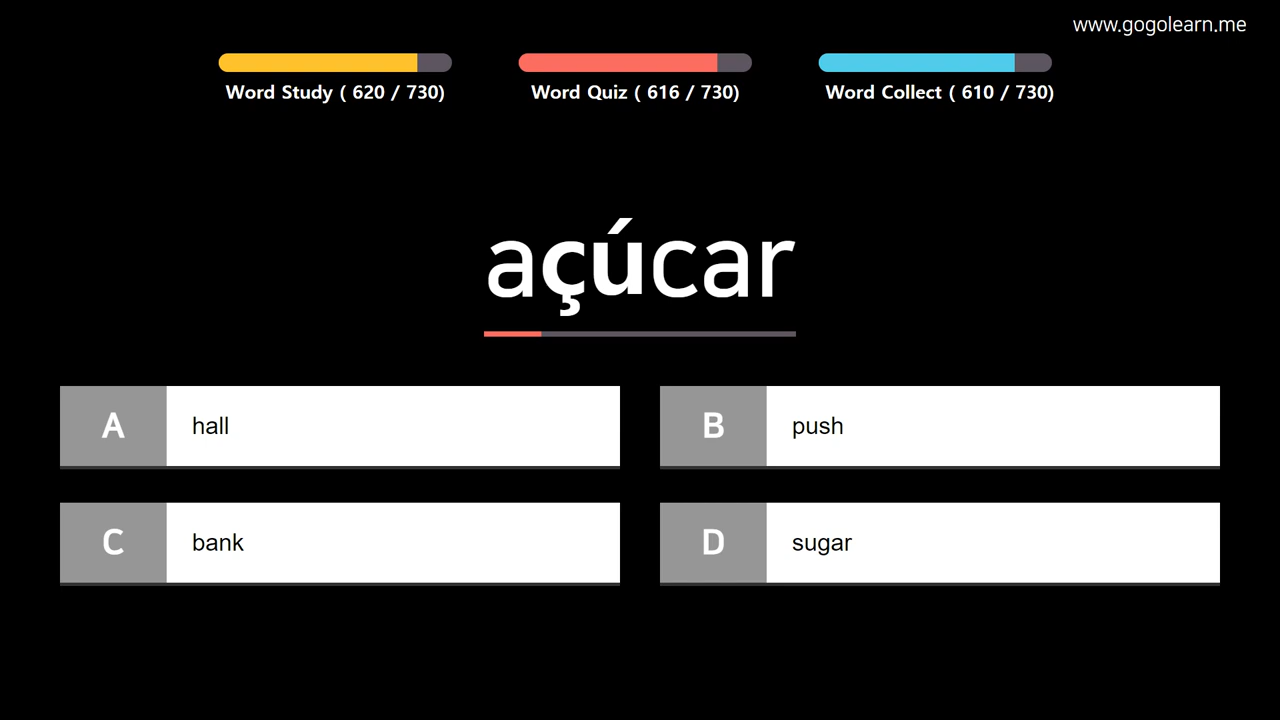 www.gogolearn.me
Word Study ( 620 / 730)
Word Quiz ( 616 / 730)
Word Collect ( 610 / 730)
açúcar
A hall
B push
C bank
D sugar